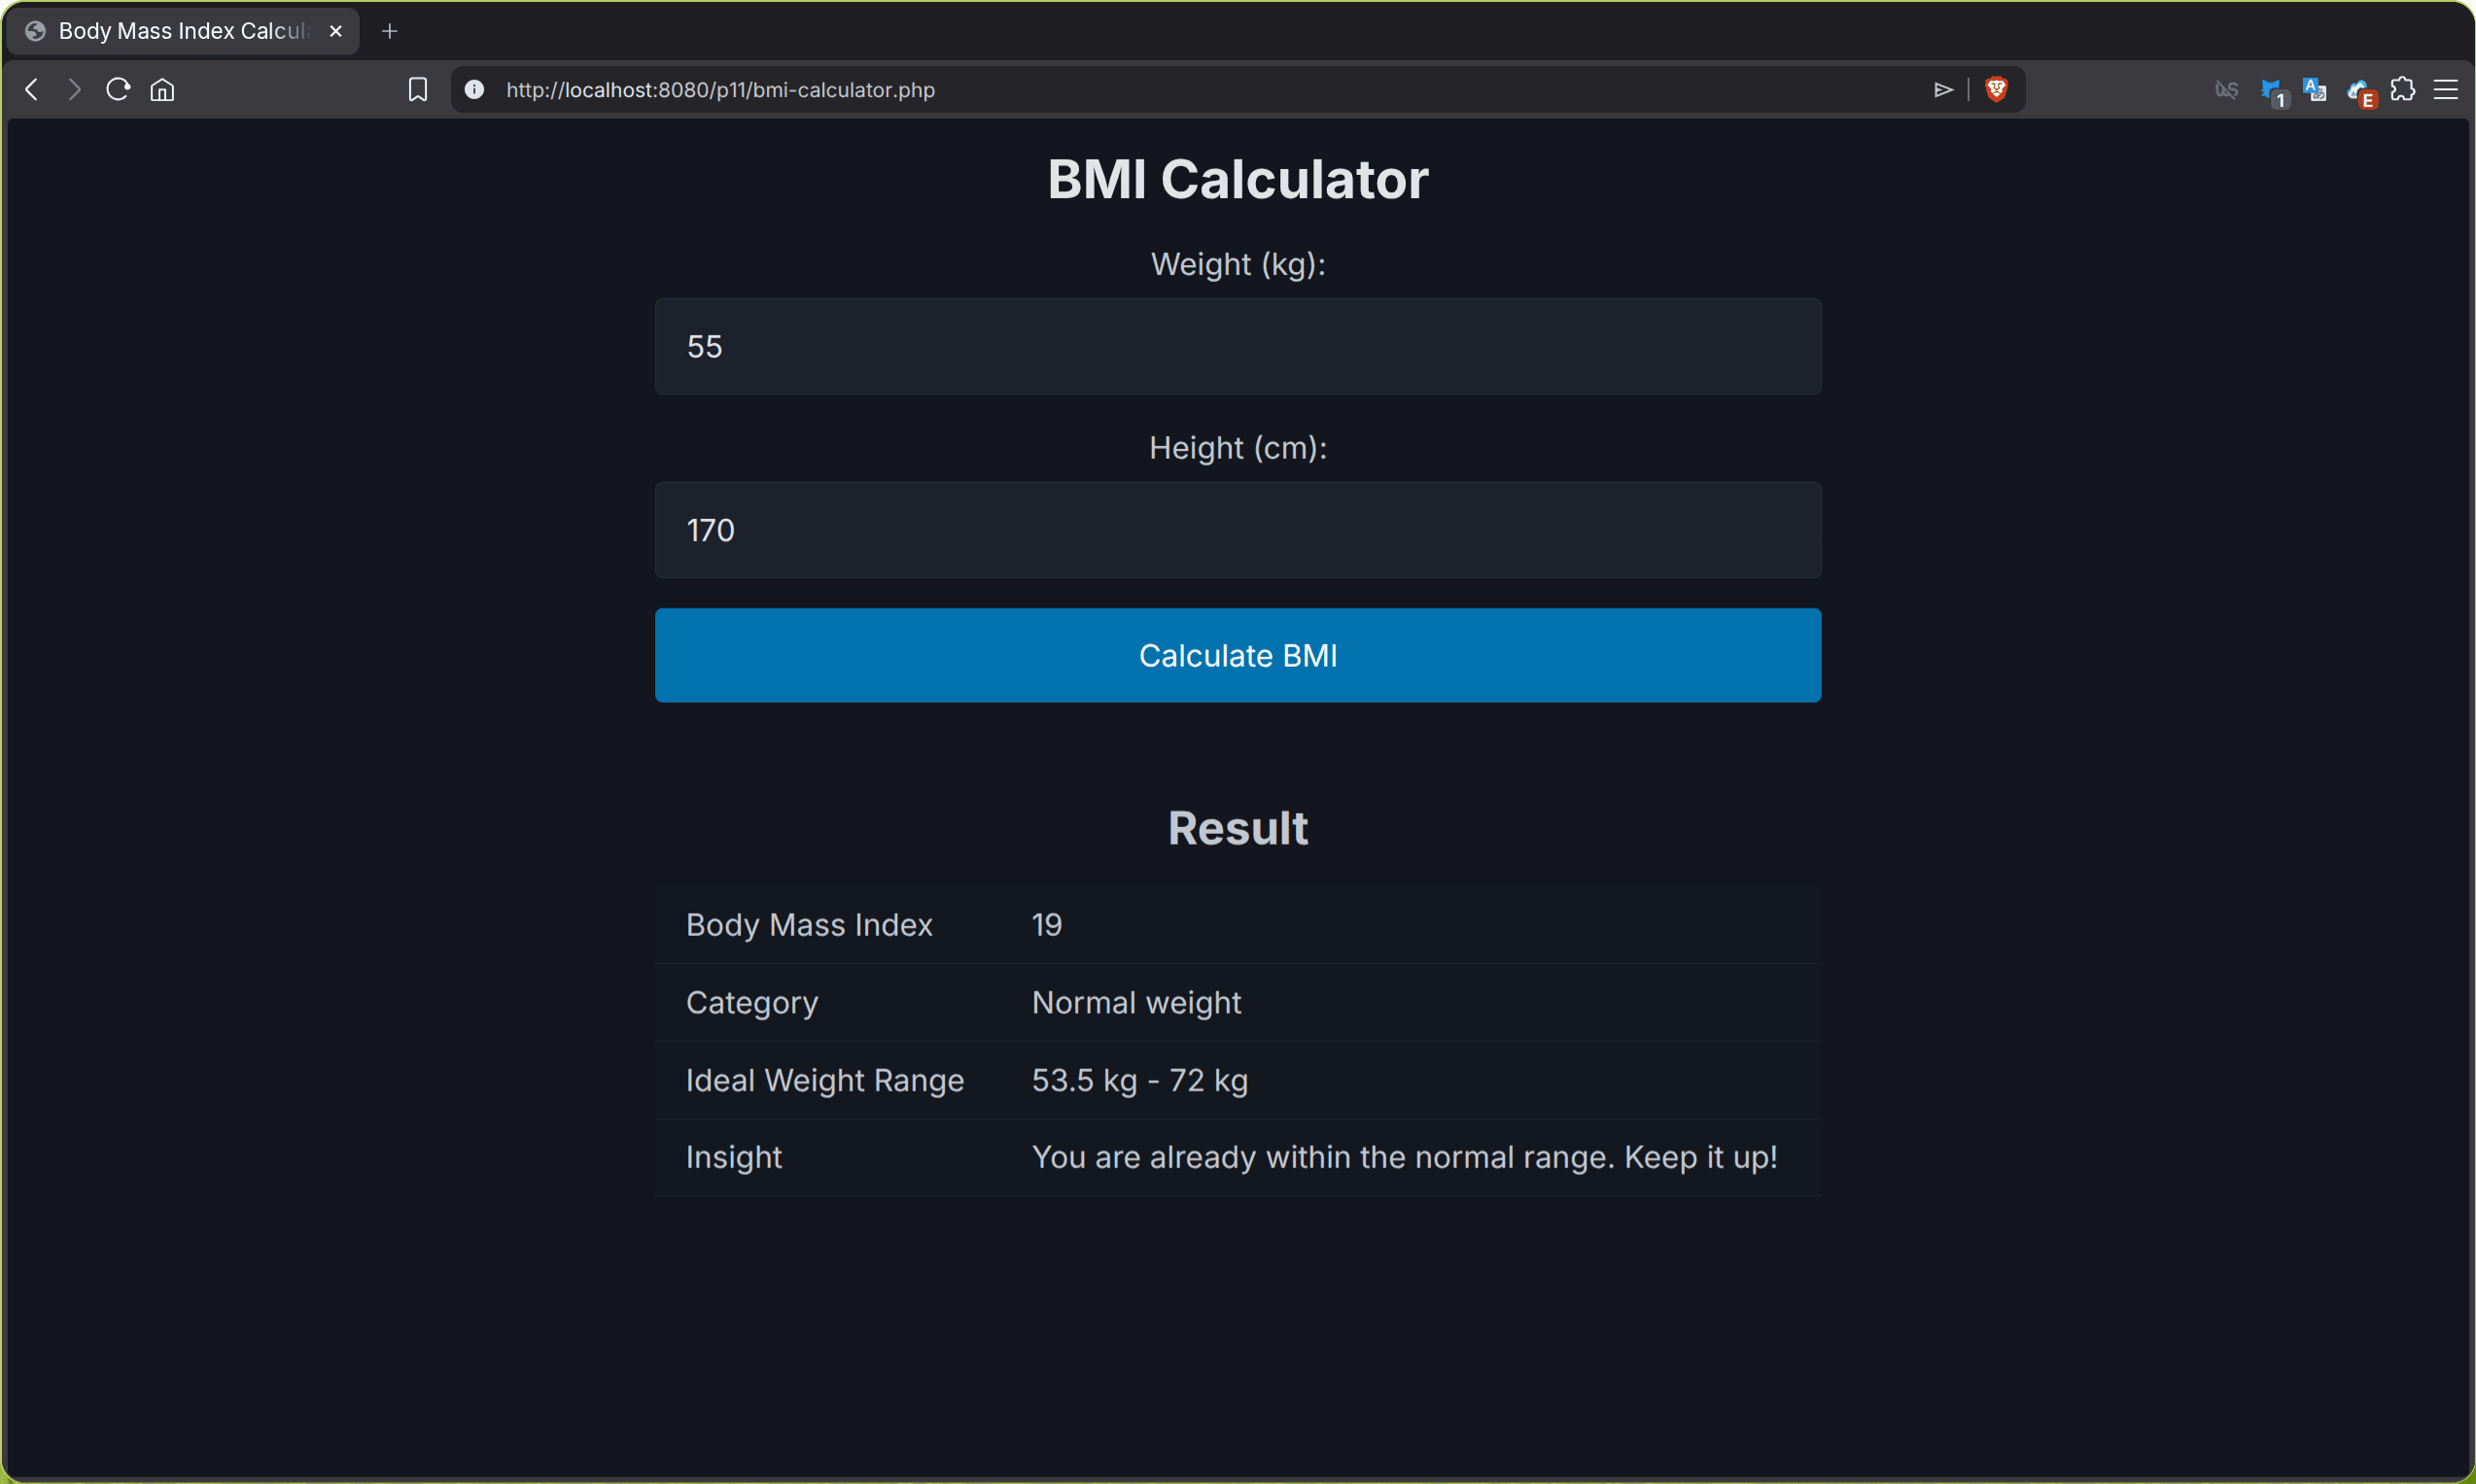 Body Mass Index Calcul
http://localhost:8080/p11/bmi-calculator.php
1
A
E
BMI Calculator
Weight (kg):
55
Height (cm):
170
Calculate BMI
Result
Body Mass Index 19
Category Normal weight
Ideal Weight Range 53.5 kg - 72 kg
Insight You are already within the normal range. Keep it up!